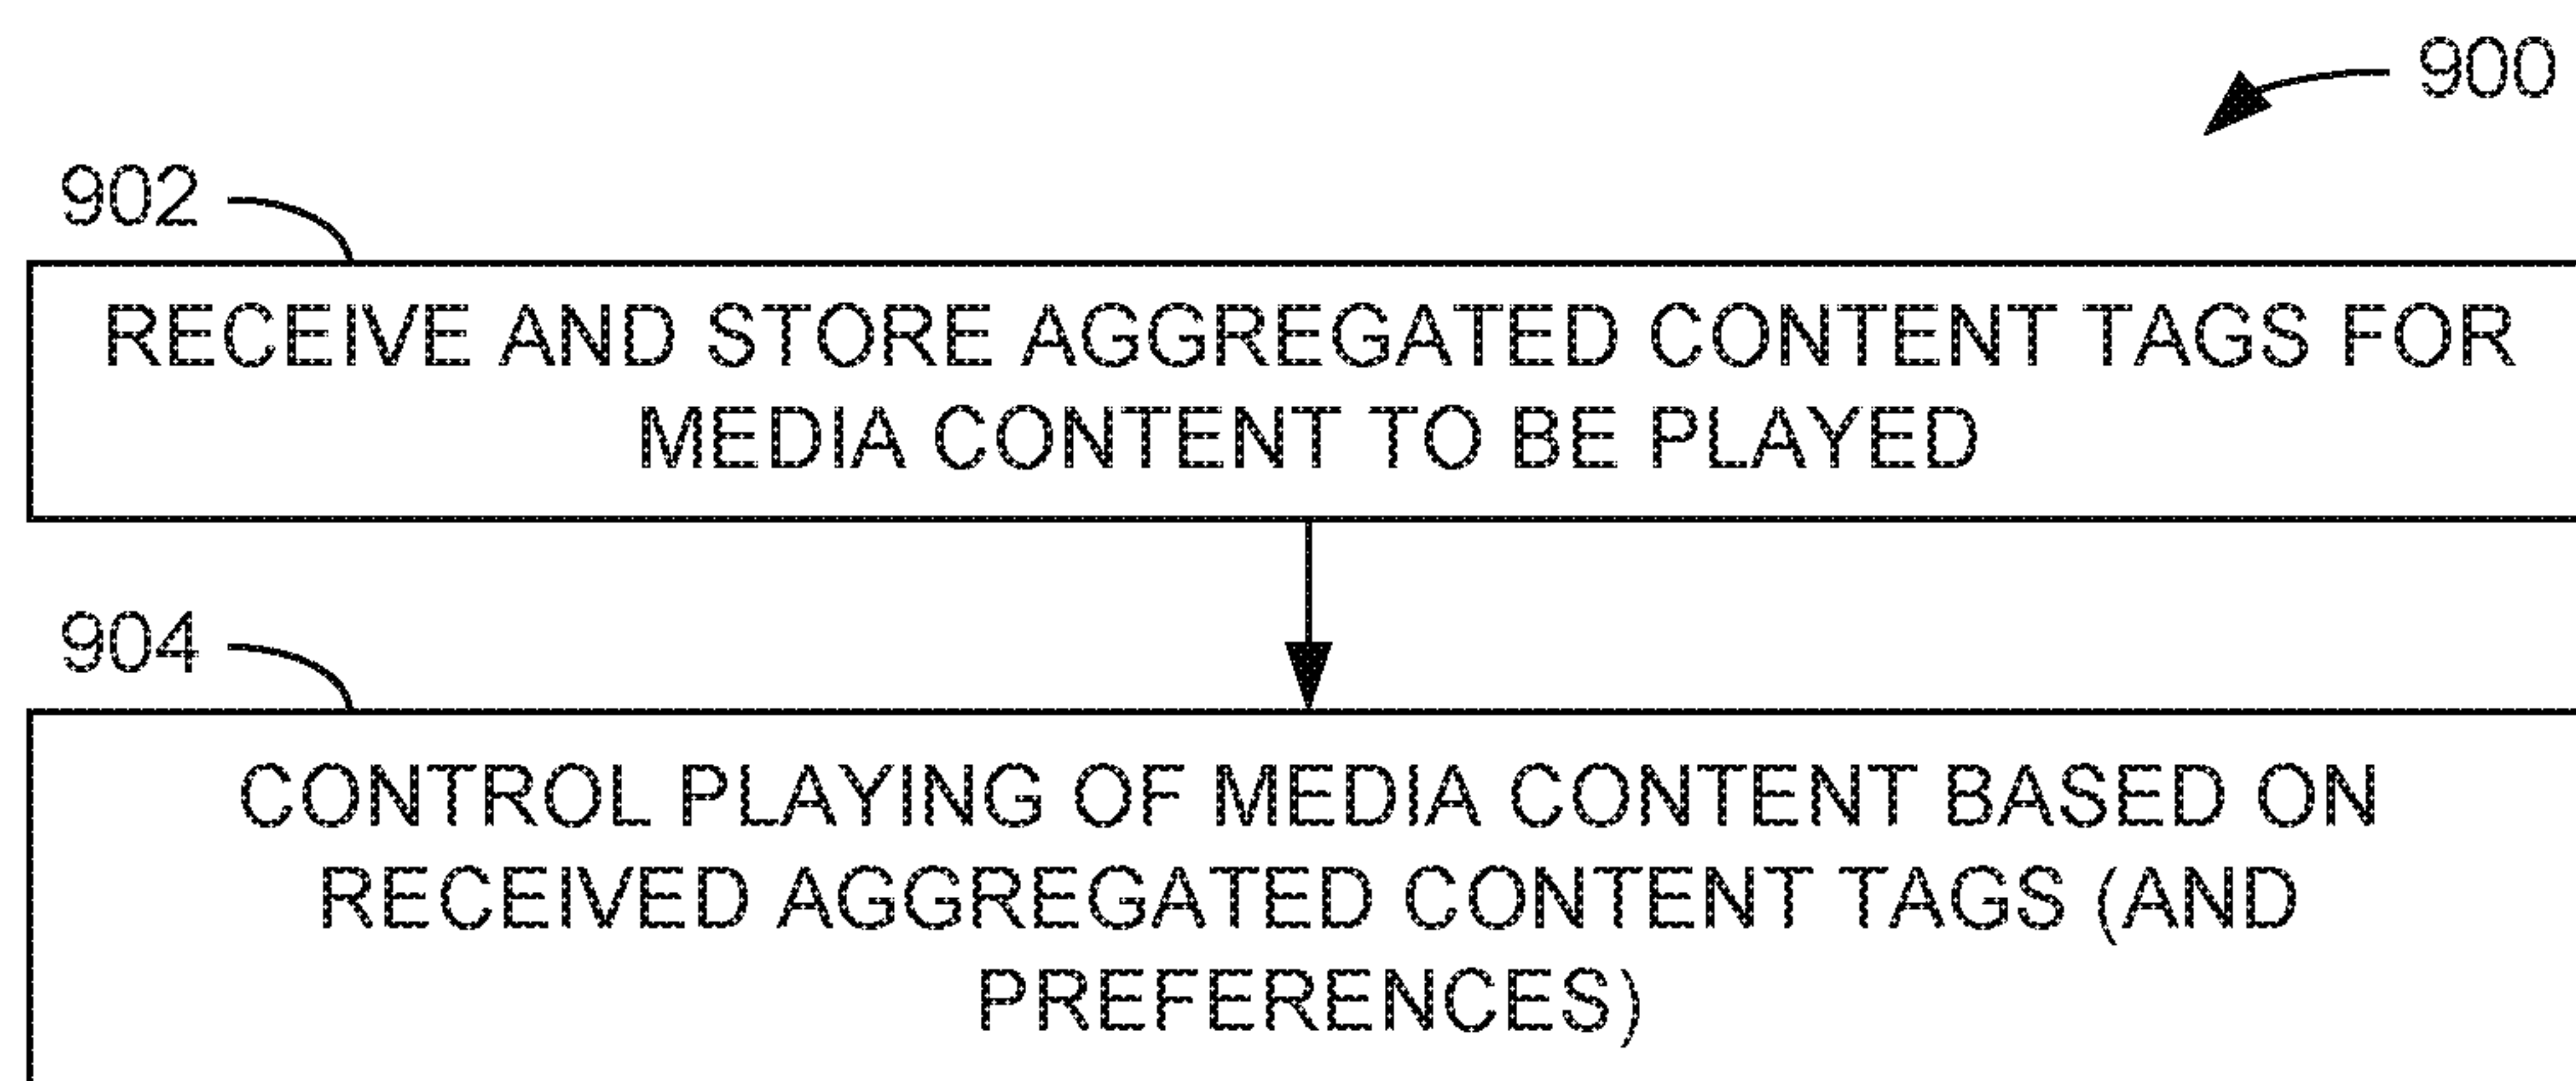 900
902
RECEIVE AND STORE AGGREGATED CONTENT TAGS FOR
MEDIA CONTENT TO BE PLAYED
904
CONTROL PLAYING OF MEDIA CONTENT BASED ON
RECEIVED AGGREGATED CONTENT TAGS (AND
PREFERENCES)